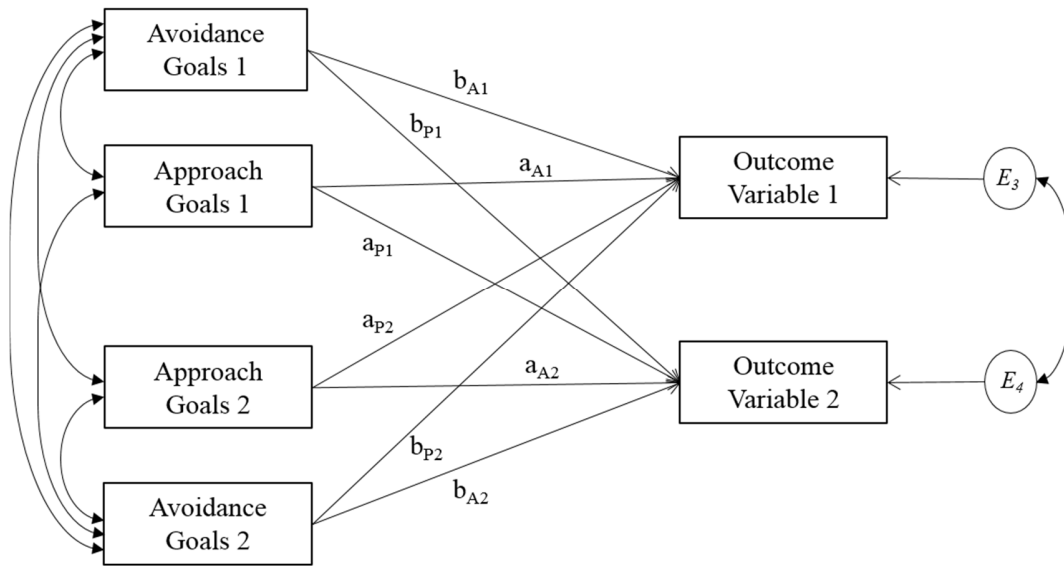 Avoidance
Goals 1
b_A1
b_P1
Approach
Goals 1
a_A1
Outcome
Variable 1
E_3
a_P1
a_P2
Approach
Goals 2
a_A2
Outcome
Variable 2
E_4
b_P2
b_A2
Avoidance
Goals 2